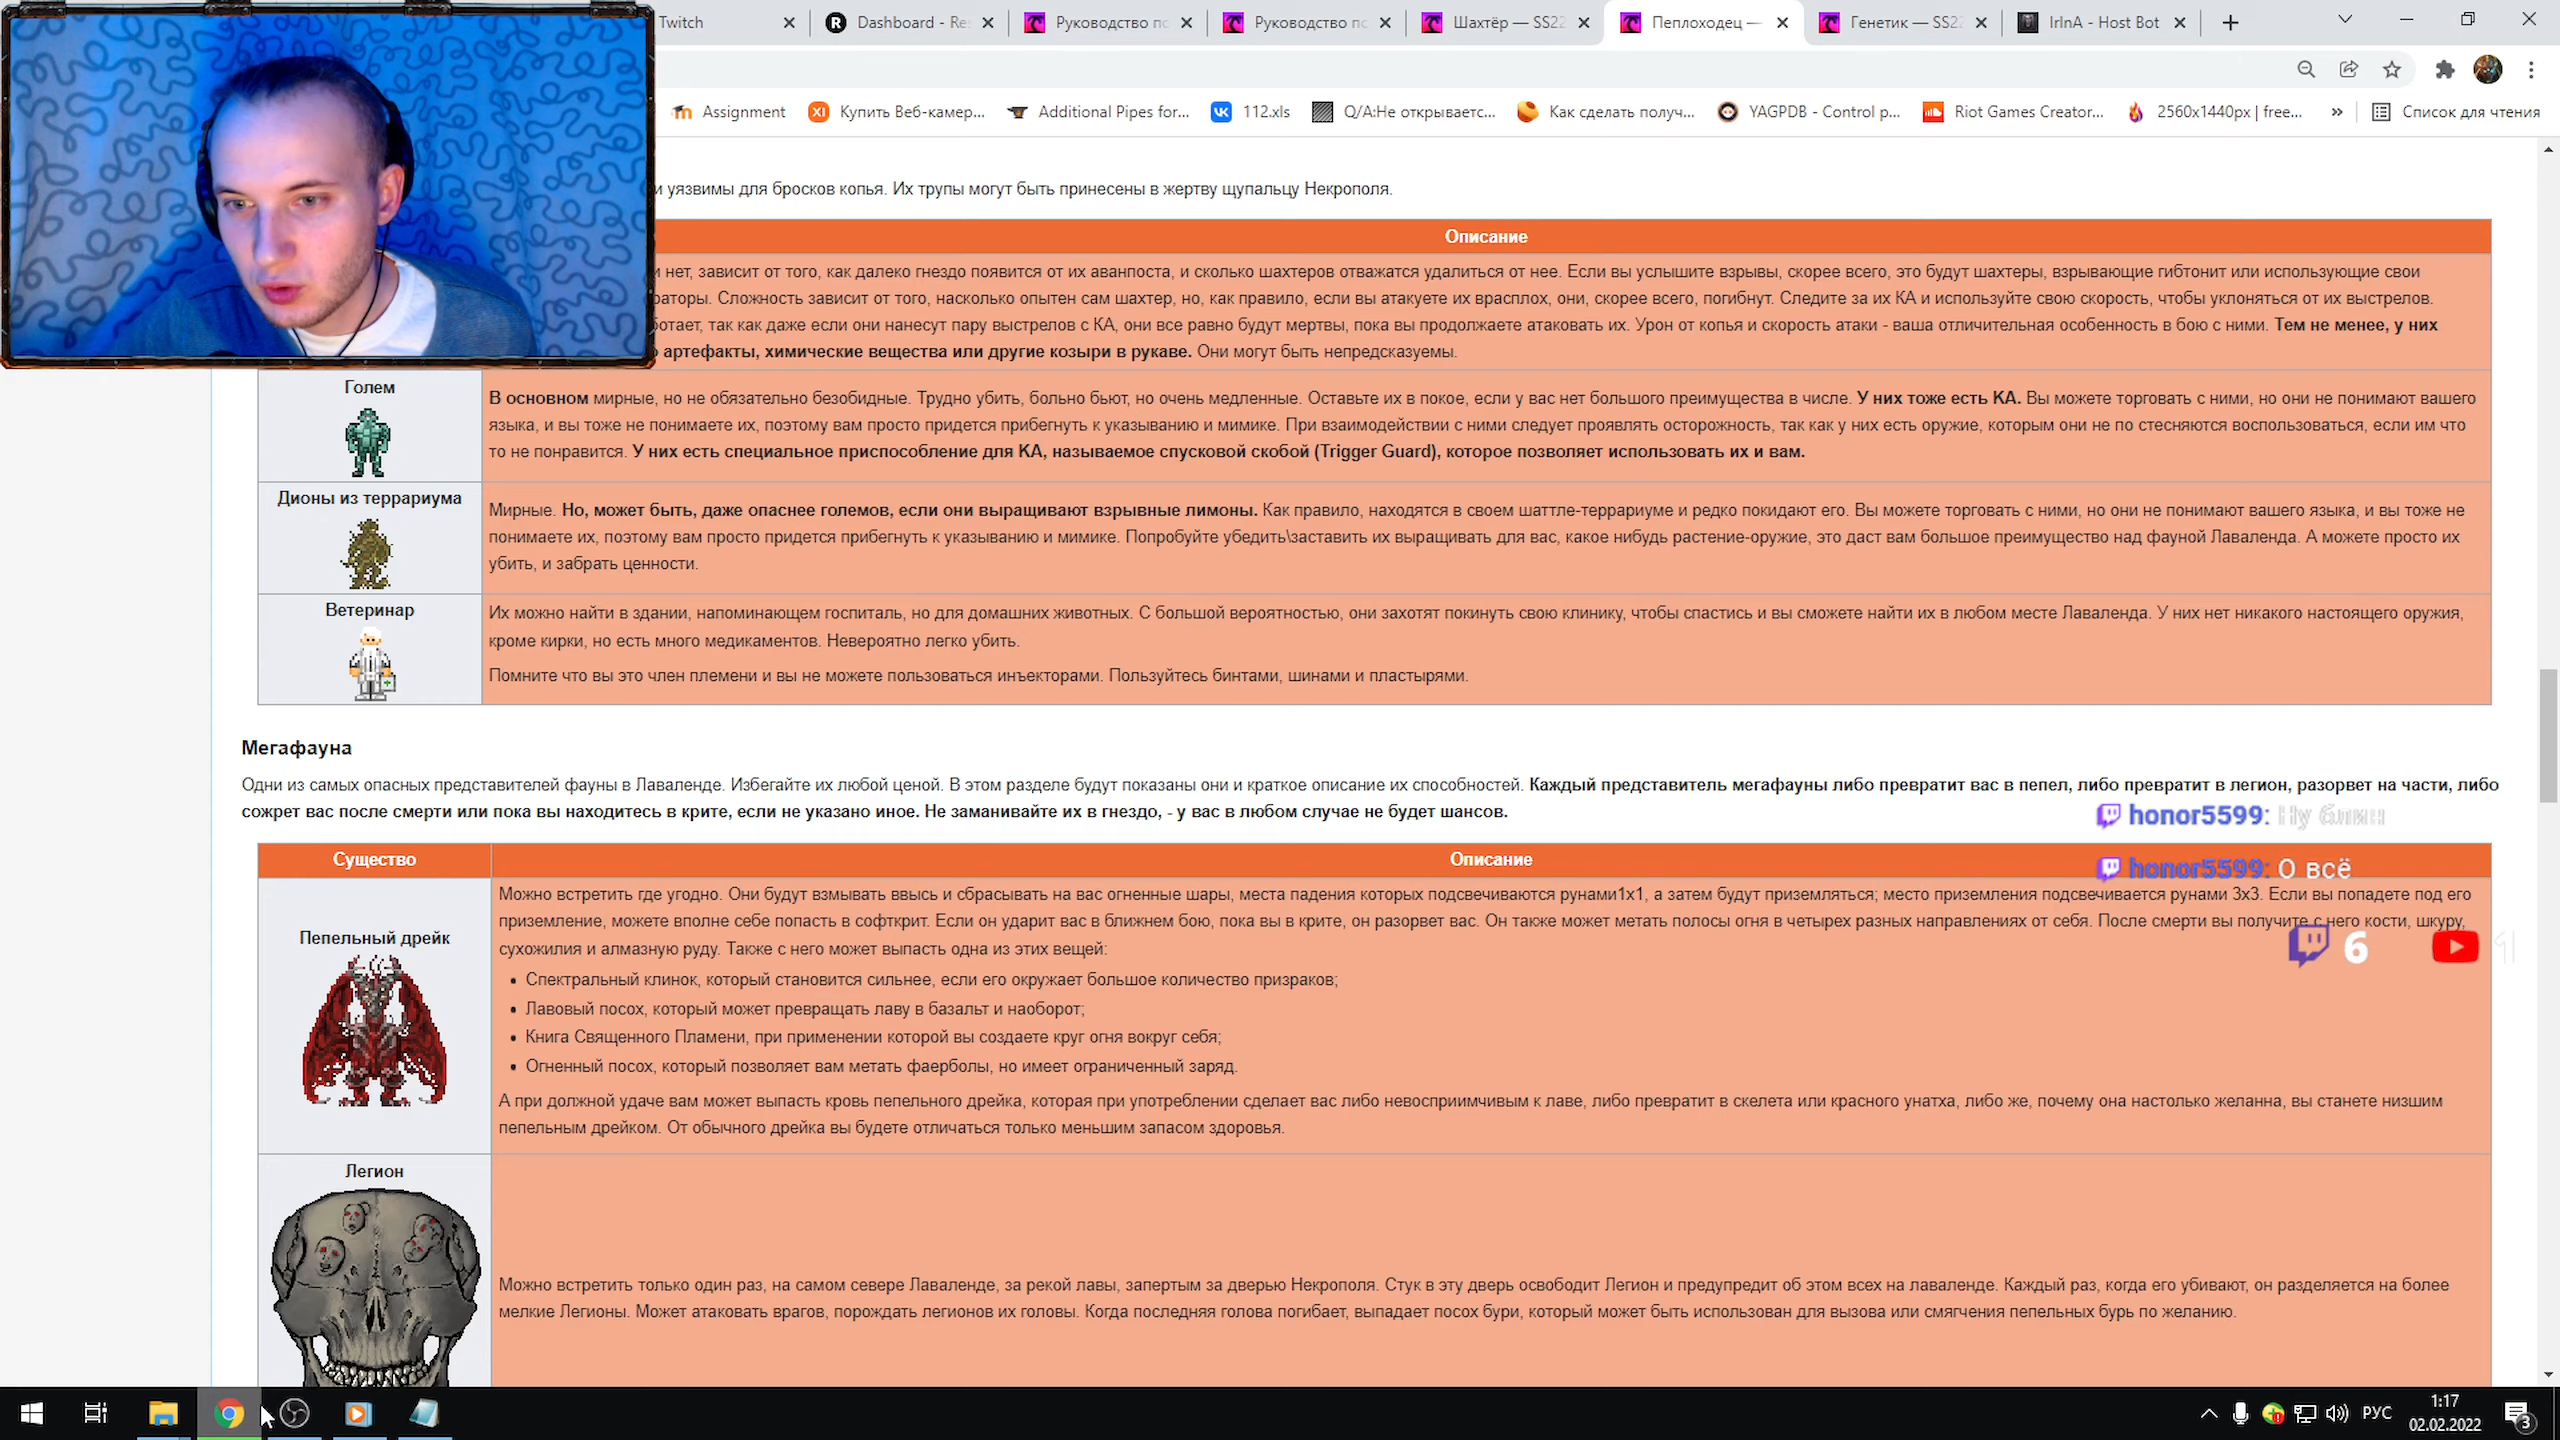 Twitch
Dashboard - Re
Руководство пс
Руководство пс
Шахтёр — SS22
Пеплоходец —
Генетик — SS22
IrInA - Host Bot
Assignment
Купить Веб-камер...
Additional Pipes for...
112.xls
Q/A:Не открываетс...
Как сделать получ...
YAGPDB - Control p...
Riot Games Creator...
2560x1440px | free...
»
Список для чтения
и уязвимы для бросков копья. Их трупы могут быть принесены в жертву щупальцу Некрополя.
Описание
и нет, зависит от того, как далеко гнездо появится от их аванпоста, и сколько шахтеров отважатся удалиться от нее. Если вы услышите взрывы, скорее всего, это будут шахтеры, взрывающие гибтонит или использующие свои
раторы. Сложность зависит от того, насколько опытен сам шахтер, но, как правило, если вы атакуете их врасплох, они, скорее всего, погибнут. Следите за их КА и используйте свою скорость, чтобы уклоняться от их выстрелов.
ботает, так как даже если они нанесут пару выстрелов с КА, они все равно будут мертвы, пока вы продолжаете атаковать их. Урон от копья и скорость атаки - ваша отличительная особенность в бою с ними. Тем не менее, у них
артефакты, химические вещества или другие козыри в рукаве. Они могут быть непредсказуемы.
Голем
В основном мирные, но не обязательно безобидные. Трудно убить, больно бьют, но очень медленные. Оставьте их в покое, если у вас нет большого преимущества в числе. У них тоже есть КА. Вы можете торговать с ними, но они не понимают вашего
языка, и вы тоже не понимаете их, поэтому вам просто придется прибегнуть к указыванию и мимике. При взаимодействии с ними следует проявлять осторожность, так как у них есть оружие, которым они не по стесняются воспользоваться, если им что
то не понравится. У них есть специальное приспособление для КА, называемое спусковой скобой (Trigger Guard), которое позволяет использовать их и вам.
Дионы из террариума
Мирные. Но, может быть, даже опаснее големов, если они выращивают взрывные лимоны. Как правило, находятся в своем шаттле-террариуме и редко покидают его. Вы можете торговать с ними, но они не понимают вашего языка, и вы тоже не
понимаете их, поэтому вам просто придется прибегнуть к указыванию и мимике. Попробуйте убедить\заставить их выращивать для вас, какое нибудь растение-оружие, это даст вам большое преимущество над фауной Лаваленда. А можете просто их
убить, и забрать ценности.
Ветеринар
Их можно найти в здании, напоминающем госпиталь, но для домашних животных. С большой вероятностью, они захотят покинуть свою клинику, чтобы спастись и вы сможете найти их в любом месте Лаваленда. У них нет никакого настоящего оружия,
кроме кирки, но есть много медикаментов. Невероятно легко убить.
Помните что вы это член племени и вы не можете пользоваться инъекторами. Пользуйтесь бинтами, шинами и пластырями.
Мегафауна
Одни из самых опасных представителей фауны в Лаваленде. Избегайте их любой ценой. В этом разделе будут показаны они и краткое описание их способностей. Каждый представитель мегафауны либо превратит вас в пепел, либо превратит в легион, разорвет на части, либо
сожрет вас после смерти или пока вы находитесь в крите, если не указано иное. Не заманивайте их в гнездо, - у вас в любом случае не будет шансов.
honor5599: Ну блин
Существо
Описание
honor5599: О всё
Пепельный дрейк
Можно встретить где угодно. Они будут взмывать ввысь и сбрасывать на вас огненные шары, места падения которых подсвечиваются рунами1х1, а затем будут приземляться; место приземления подсвечивается рунами 3х3. Если вы попадете под его
приземление, можете вполне себе попасть в софткрит. Если он ударит вас в ближнем бою, пока вы в крите, он разорвет вас. Он также может метать полосы огня в четырех разных направлениях от себя. После смерти вы получите с него кости, шкуру,
сухожилия и алмазную руду. Также с него может выпасть одна из этих вещей:
6
1
• Спектральный клинок, который становится сильнее, если его окружает большое количество призраков;
• Лавовый посох, который может превращать лаву в базальт и наоборот;
• Книга Священного Пламени, при применении которой вы создаете круг огня вокруг себя;
• Огненный посох, который позволяет вам метать фаерболы, но имеет ограниченный заряд.
А при должной удаче вам может выпасть кровь пепельного дрейка, которая при употреблении сделает вас либо невосприимчивым к лаве, либо превратит в скелета или красного унатха, либо же, почему она настолько желанна, вы станете низшим
пепельным дрейком. От обычного дрейка вы будете отличаться только меньшим запасом здоровья.
Легион
Можно встретить только один раз, на самом севере Лаваленде, за рекой лавы, запертым за дверью Некрополя. Стук в эту дверь освободит Легион и предупредит об этом всех на лаваленде. Каждый раз, когда его убивают, он разделяется на более
мелкие Легионы. Может атаковать врагов, порождать легионов их головы. Когда последняя голова погибает, выпадает посох бури, который может быть использован для вызова или смягчения пепельных бурь по желанию.
РУС
1:17
02.02.2022
3